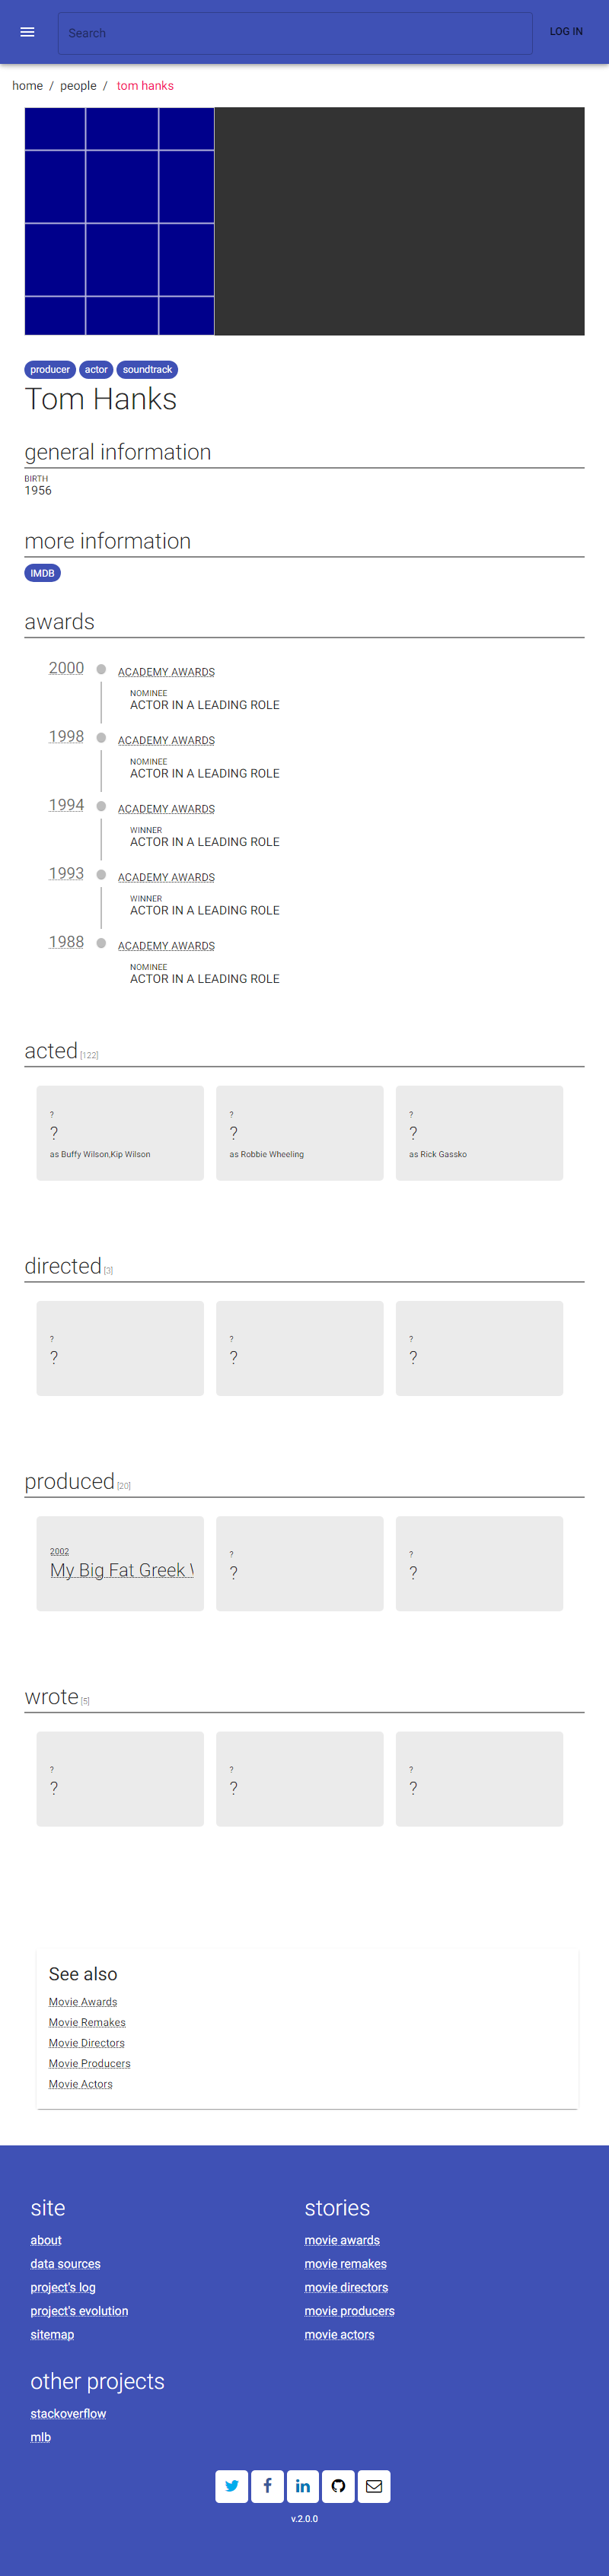 Search
LOG IN
home / people / tom hanks
producer actor soundtrack
Tom Hanks
general information
BIRTH
1956
more information
IMDB
awards
2000 ACADEMY AWARDS
NOMINEE
ACTOR IN A LEADING ROLE
1998 ACADEMY AWARDS
NOMINEE
ACTOR IN A LEADING ROLE
1994 ACADEMY AWARDS
WINNER
ACTOR IN A LEADING ROLE
1993 ACADEMY AWARDS
WINNER
ACTOR IN A LEADING ROLE
1988 ACADEMY AWARDS
NOMINEE
ACTOR IN A LEADING ROLE
acted [122]
? ? ?
? ? ?
as Buffy Wilson,Kip Wilson as Robbie Wheeling as Rick Gassko
directed [3]
? ? ?
? ? ?
produced [20]
2002 ? ?
My Big Fat Greek ? ?
wrote [5]
? ? ?
? ? ?
See also
Movie Awards
Movie Remakes
Movie Directors
Movie Producers
Movie Actors
site
about
data sources
project's log
project's evolution
sitemap
stories
movie awards
movie remakes
movie directors
movie producers
movie actors
other projects
stackoverflow
mlb
v.2.0.0